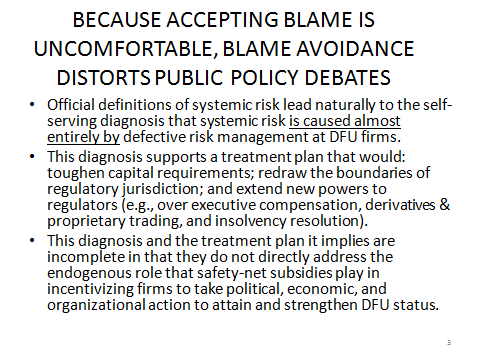 BECAUSE ACCEPTING BLAME IS
UNCOMFORTABLE, BLAME AVOIDANCE
DISTORTS PUBLIC POLICY DEBATES
• Official definitions of systemic risk lead naturally to the self-
serving diagnosis that systemic risk is caused almost
entirely by defective risk management at DFU firms.
• This diagnosis supports a treatment plan that would:
toughen capital requirements; redraw the boundaries of
regulatory jurisdiction; and extend new powers to
regulators (e.g., over executive compensation, derivatives &
proprietary trading, and insolvency resolution).
• This diagnosis and the treatment plan it implies are
incomplete in that they do not directly address the
endogenous role that safety-net subsidies play in
incentivizing firms to take political, economic, and
organizational action to attain and strengthen DFU status.
3